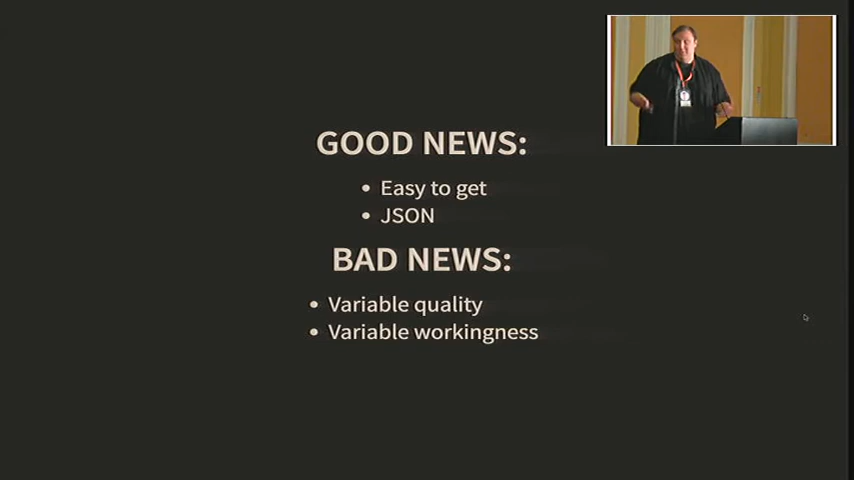 GOOD NEWS:
• Easy to get
• JSON
BAD NEWS:
• Variable quality
• Variable workingness